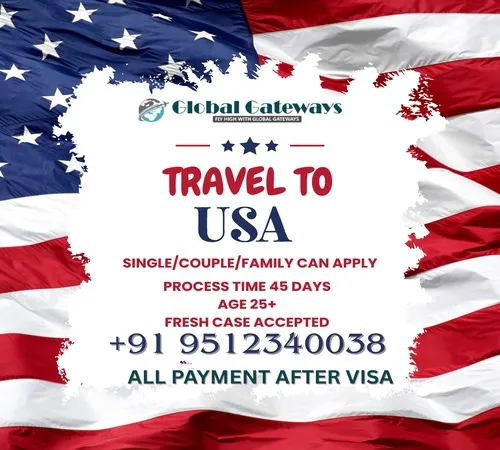 Global Gateways
FLY HIGH WITH GLOBAL GATEWAYS
TRAVEL TO
USA
SINGLE/COUPLE/FAMILY CAN APPLY
PROCESS TIME 45 DAYS
AGE 25+
FRESH CASE ACCEPTED
+91 9512340038
ALL PAYMENT AFTER VISA